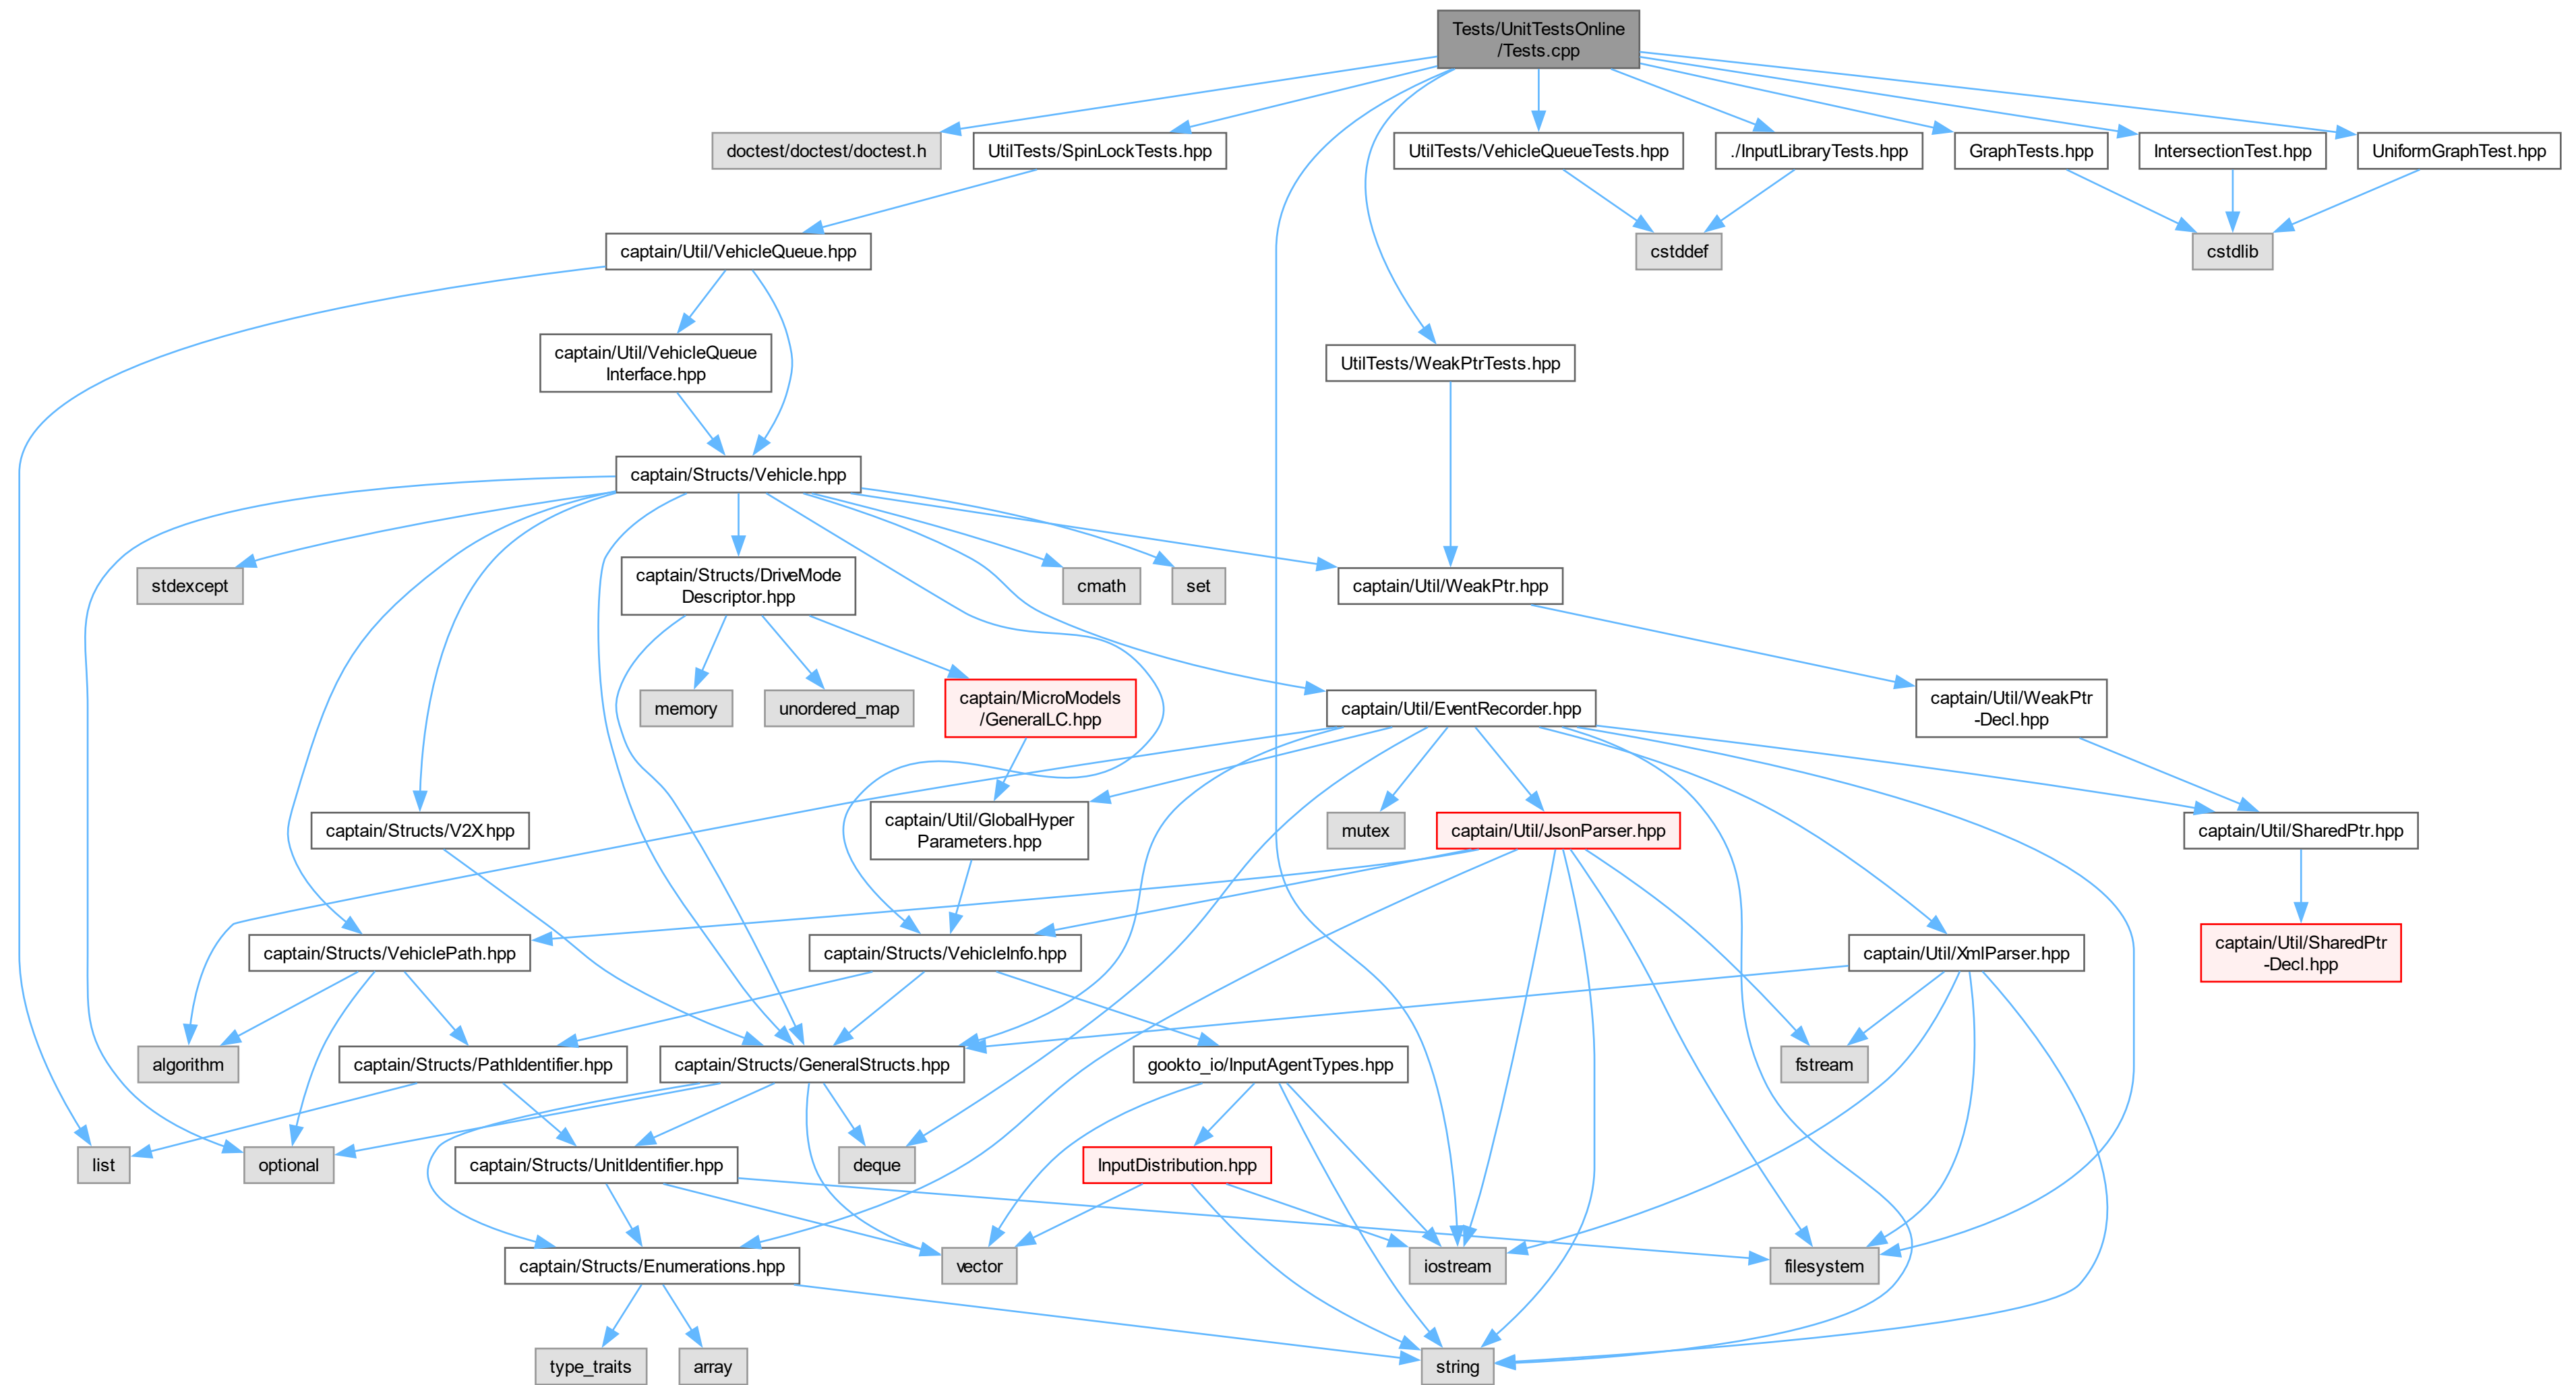 Tests/UnitTestsOnline
/Tests.cpp
doctest/doctest/doctest.h
UtilTests/SpinLockTests.hpp
UtilTests/VehicleQueueTests.hpp
./InputLibraryTests.hpp
GraphTests.hpp
IntersectionTest.hpp
UniformGraphTest.hpp
captain/Util/VehicleQueue.hpp
cstddef
cstdlib
captain/Util/VehicleQueue
Interface.hpp
UtilTests/WeakPtrTests.hpp
captain/Structs/Vehicle.hpp
stdexcept
captain/Structs/DriveMode
Descriptor.hpp
cmath
set
captain/Util/WeakPtr.hpp
memory
unordered_map
captain/MicroModels
/GeneralLC.hpp
captain/Util/EventRecorder.hpp
captain/Util/WeakPtr
-Decl.hpp
captain/Structs/V2X.hpp
captain/Util/GlobalHyper
Parameters.hpp
mutex
captain/Util/JsonParser.hpp
captain/Util/SharedPtr.hpp
captain/Structs/VehiclePath.hpp
captain/Structs/VehicleInfo.hpp
captain/Util/XmlParser.hpp
captain/Util/SharedPtr
-Decl.hpp
algorithm
captain/Structs/PathIdentifier.hpp
captain/Structs/GeneralStructs.hpp
gookto_io/InputAgentTypes.hpp
fstream
list
optional
captain/Structs/UnitIdentifier.hpp
deque
InputDistribution.hpp
captain/Structs/Enumerations.hpp
vector
iostream
filesystem
type_traits
array
string